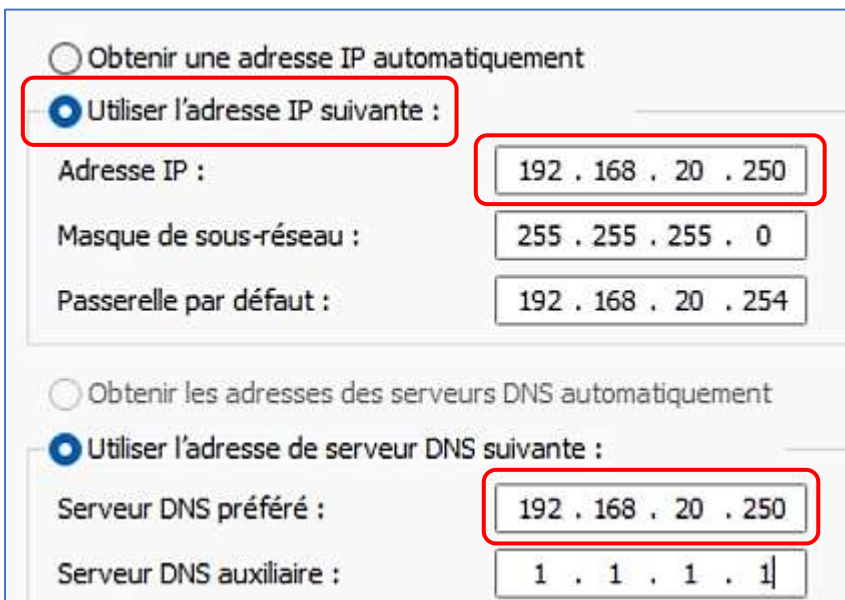 Obtenir une adresse IP automatiquement
Utiliser l'adresse IP suivante :
Adresse IP : 192 . 168 . 20 . 250
Masque de sous-réseau : 255 . 255 . 255 . 0
Passerelle par défaut : 192 . 168 . 20 . 254
Obtenir les adresses des serveurs DNS automatiquement
Utiliser l'adresse de serveur DNS suivante :
Serveur DNS préféré : 192 . 168 . 20 . 250
Serveur DNS auxiliaire : 1 . 1 . 1 . 1